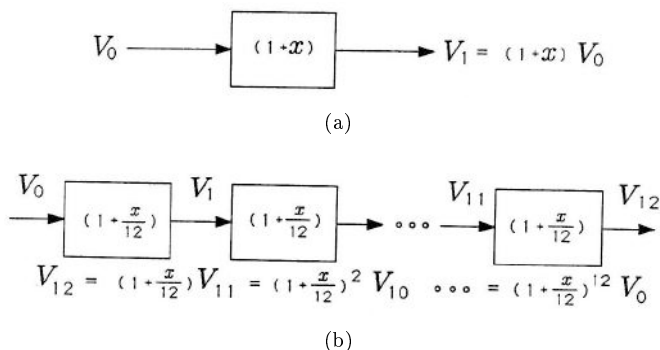 V₀ (1+x) V₁ = (1+x) V₀
(a)
V₀ (1+x/12) V₁ (1+x/12) ∘∘∘ V₁₁ (1+x/12) V₁₂
V₁₂ = (1+x/12) V₁₁ = (1+x/12)² V₁₀ ∘∘∘ = (1+x/12)¹² V₀
(b)